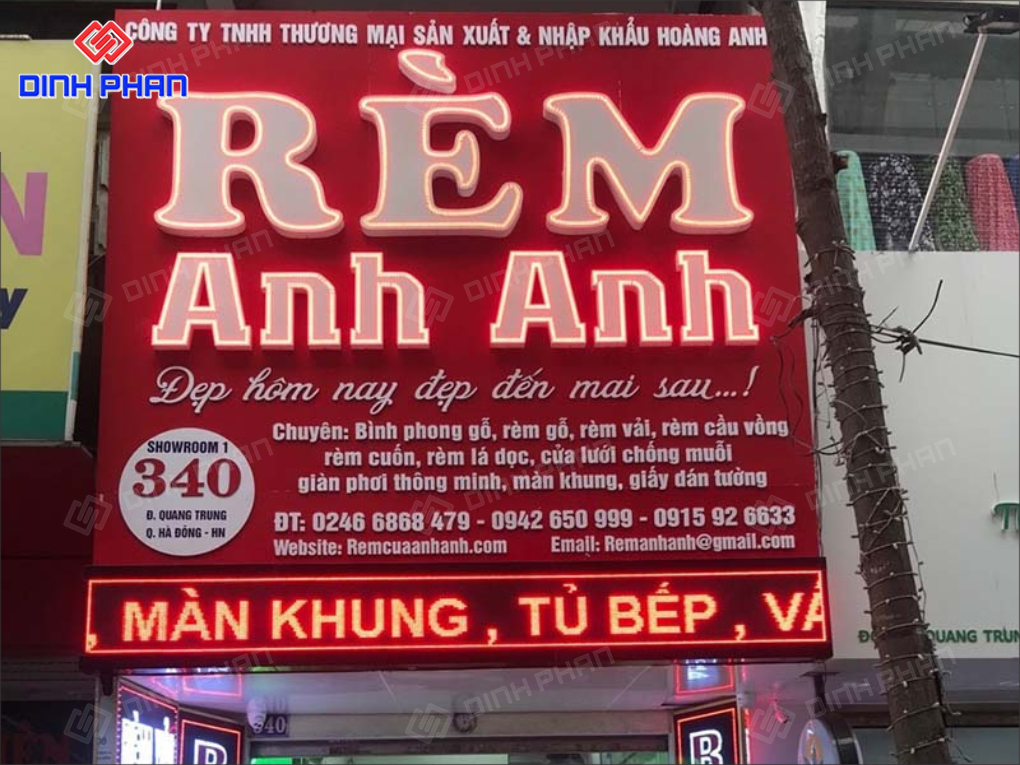 CÔNG TY TNHH THƯƠNG MẠI SẢN XUẤT & NHẬP KHẨU HOÀNG ANH
DINH PHAN
RÈM
Anh Anh
Đẹp hôm nay đẹp đến mai sau...!
Chuyên: Bình phong gỗ, rèm gỗ, rèm vải, rèm cầu vồng
rèm cuốn, rèm lá dọc, cửa lưới chống muỗi
giàn phơi thông minh, màn khung, giấy dán tường
SHOWROOM 1
340
Đ. QUANG TRUNG
Q. HÀ ĐÔNG - HN
ĐT: 0246 6868 479 - 0942 650 999 - 0915 92 6633
Website: Remcuaanhanh.com Email: Remanhanh@gmail.com
, MÀN KHUNG , TỦ BẾP , VÁ
QUANG TRUN
340
R